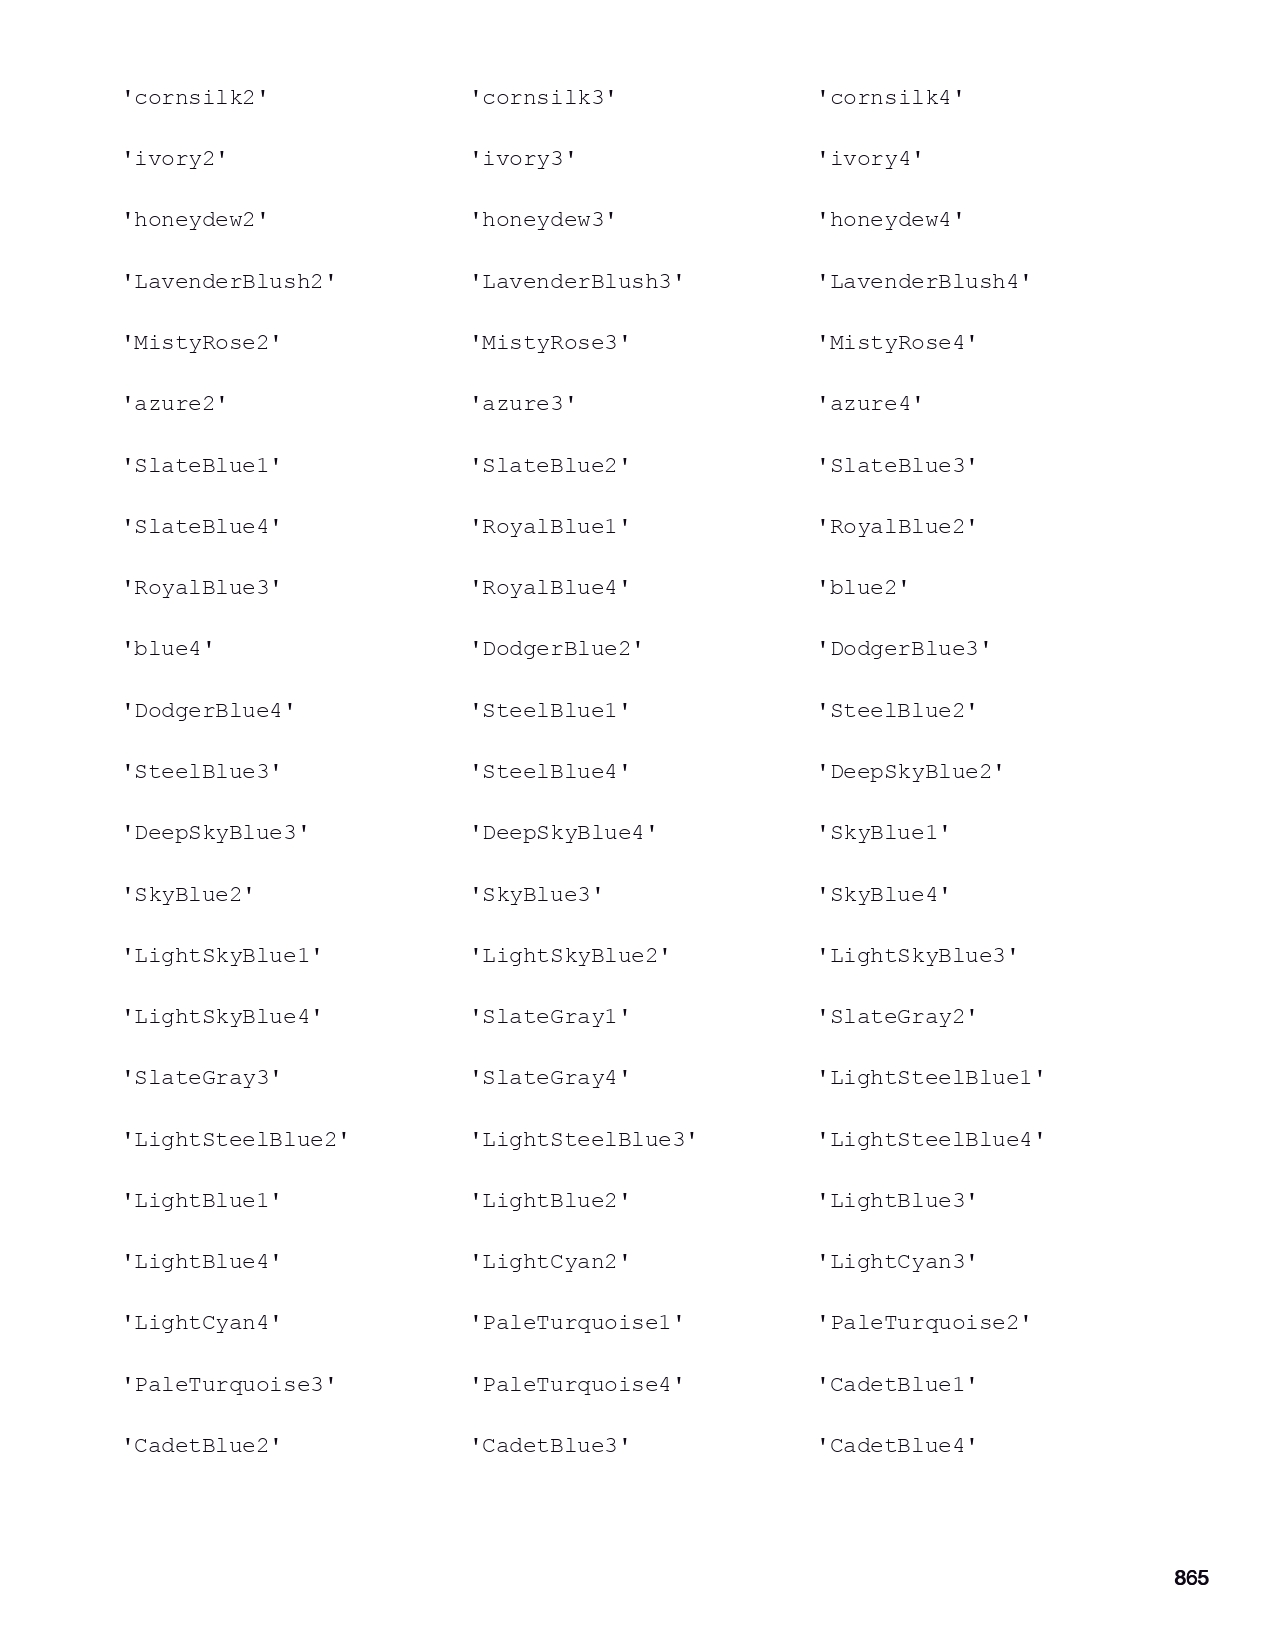 'cornsilk2' 'cornsilk3' 'cornsilk4'
'ivory2' 'ivory3' 'ivory4'
'honeydew2' 'honeydew3' 'honeydew4'
'LavenderBlush2' 'LavenderBlush3' 'LavenderBlush4'
'MistyRose2' 'MistyRose3' 'MistyRose4'
'azure2' 'azure3' 'azure4'
'SlateBlue1' 'SlateBlue2' 'SlateBlue3'
'SlateBlue4' 'RoyalBlue1' 'RoyalBlue2'
'RoyalBlue3' 'RoyalBlue4' 'blue2'
'blue4' 'DodgerBlue2' 'DodgerBlue3'
'DodgerBlue4' 'SteelBlue1' 'SteelBlue2'
'SteelBlue3' 'SteelBlue4' 'DeepSkyBlue2'
'DeepSkyBlue3' 'DeepSkyBlue4' 'SkyBlue1'
'SkyBlue2' 'SkyBlue3' 'SkyBlue4'
'LightSkyBlue1' 'LightSkyBlue2' 'LightSkyBlue3'
'LightSkyBlue4' 'SlateGray1' 'SlateGray2'
'SlateGray3' 'SlateGray4' 'LightSteelBlue1'
'LightSteelBlue2' 'LightSteelBlue3' 'LightSteelBlue4'
'LightBlue1' 'LightBlue2' 'LightBlue3'
'LightBlue4' 'LightCyan2' 'LightCyan3'
'LightCyan4' 'PaleTurquoise1' 'PaleTurquoise2'
'PaleTurquoise3' 'PaleTurquoise4' 'CadetBlue1'
'CadetBlue2' 'CadetBlue3' 'CadetBlue4'
865